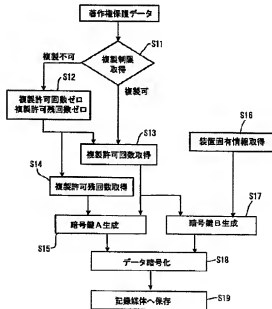 著作権保護データ
S11
複製制限
取得
複製不可
S12
複製可
複製許可回数ゼロ
複製許可残回数ゼロ
S13
S16
複製許可回数取得
装置固有情報取得
S14
複製許可残回数取得
S17
暗号鍵A生成
暗号鍵B生成
S15
データ暗号化
S18
記録媒体へ保存
S19